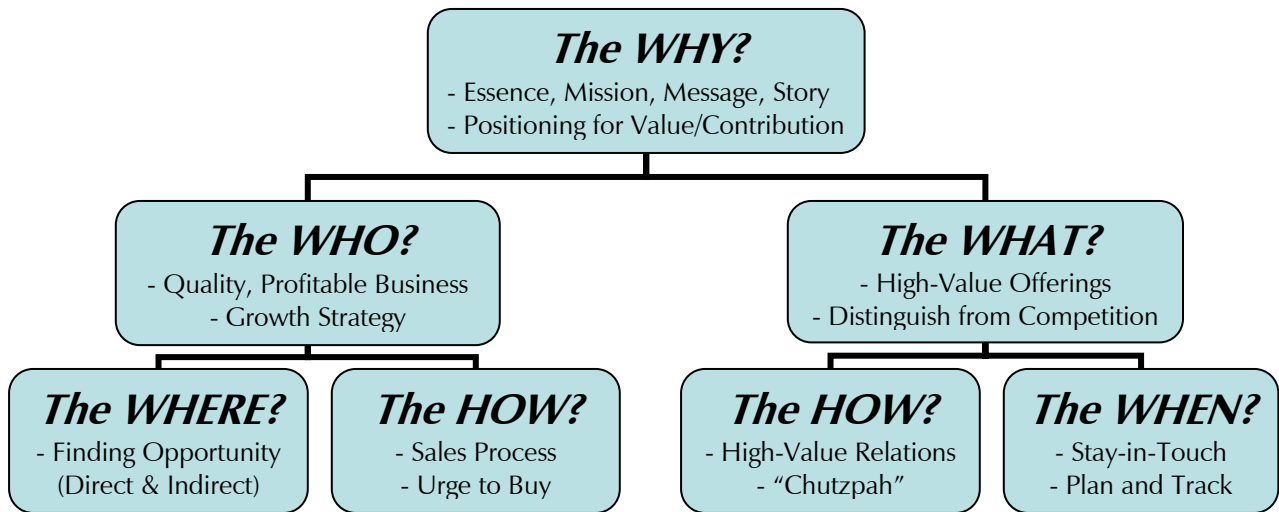 The WHY?
- Essence, Mission, Message, Story
- Positioning for Value/Contribution
The WHO?
- Quality, Profitable Business
- Growth Strategy
The WHAT?
- High-Value Offerings
- Distinguish from Competition
The WHERE?
- Finding Opportunity
(Direct & Indirect)
The HOW?
- Sales Process
- Urge to Buy
The HOW?
- High-Value Relations
- “Chutzpah”
The WHEN?
- Stay-in-Touch
- Plan and Track